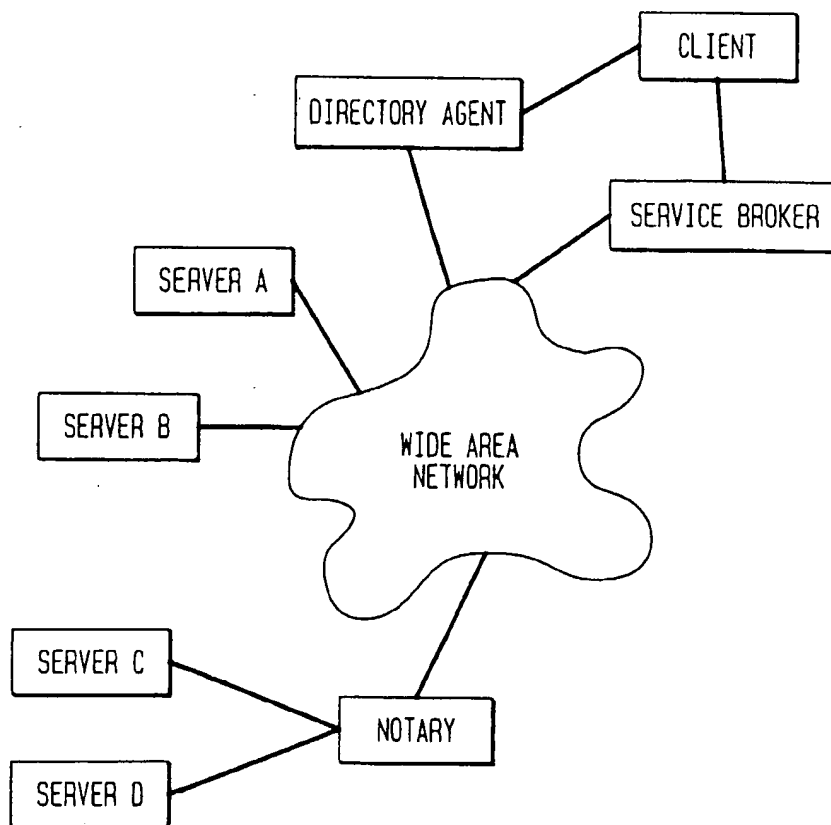 CLIENT
DIRECTORY AGENT
SERVICE BROKER
SERVER A
SERVER B
WIDE AREA
NETWORK
SERVER C
NOTARY
SERVER D